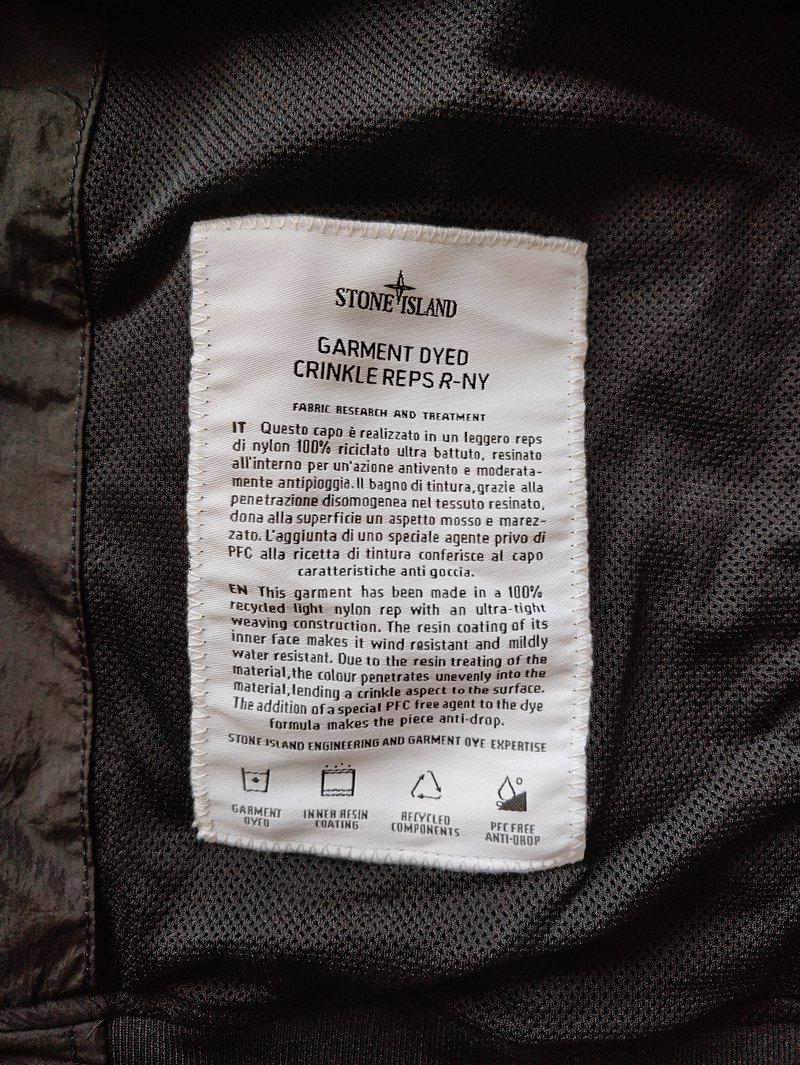 STONE ISLAND
GARMENT DYED
CRINKLE REPS R-NY
FABRIC RESEARCH AND TREATMENT
IT Questo capo è realizzato in un leggero reps
di nylon 100% riciclato ultra battuto, resinato
all'interno per un'azione antivento e moderata-
mente antipioggia. Il bagno di tintura, grazie alla
penetrazione disomogenea nel tessuto resinato,
dona alla superficie un aspetto mosso e marez-
zato. L'aggiunta di uno speciale agente privo di
PFC alla ricetta di tintura conferisce al capo
caratteristiche anti goccia.
EN This garment has been made in a 100%
recycled light nylon rep with an ultra-tight
weaving construction. The resin coating of its
inner face makes it wind resistant and mildly
water resistant. Due to the resin treating of the
material, the colour penetrates unevenly into the
material, lending a crinkle aspect to the surface.
The addition of a special PFC free agent to the dye
formula makes the piece anti-drop.
STONE ISLAND ENGINEERING AND GARMENT DYE EXPERTISE
GARMENT
DYED
INNER RESIN
COATING
RECYCLED
COMPONENTS
PFC FREE
ANTI-DROP